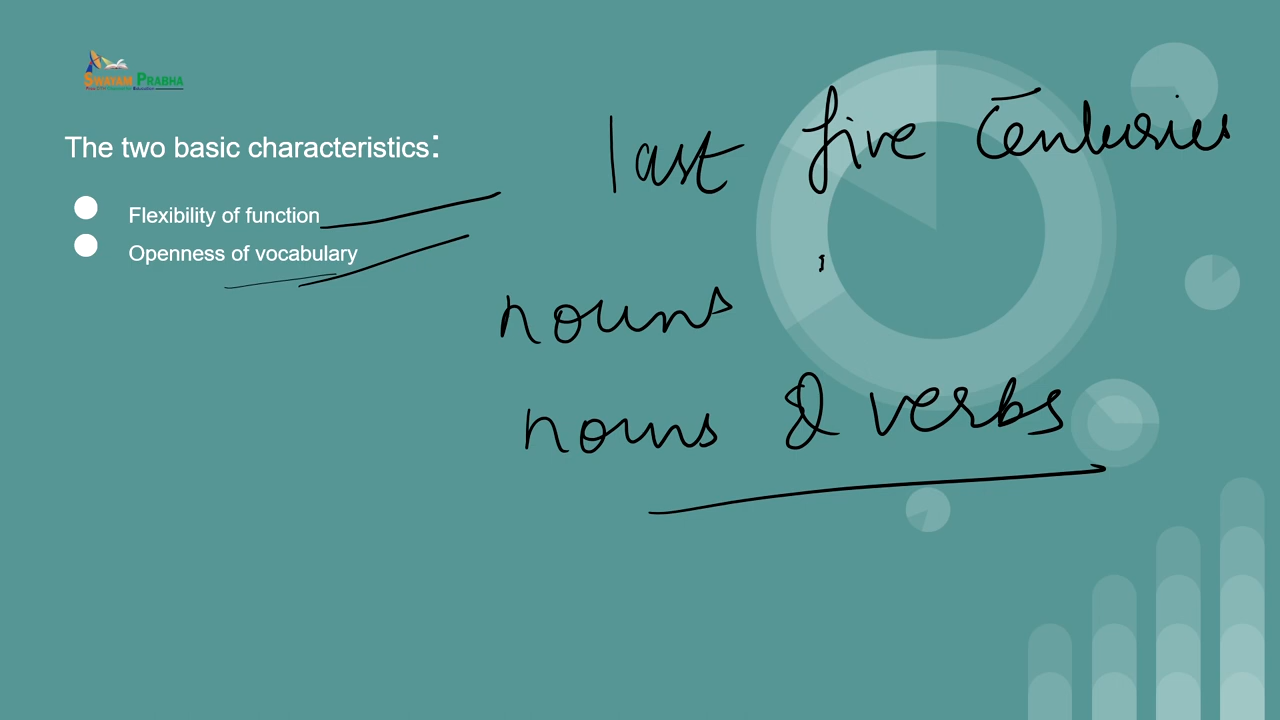 SWAYAM PRABHA
The two basic characteristics:
Flexibility of function
Openness of vocabulary
last five centuries
nouns
nouns & verbs